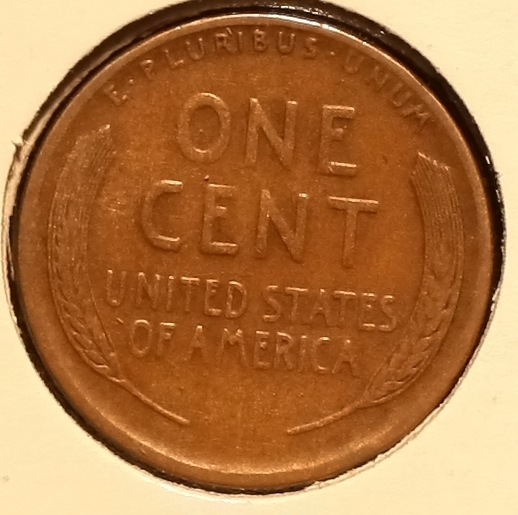 E·PLURIBUS·UNUM
ONE
CENT
UNITED STATES
OF AMERICA